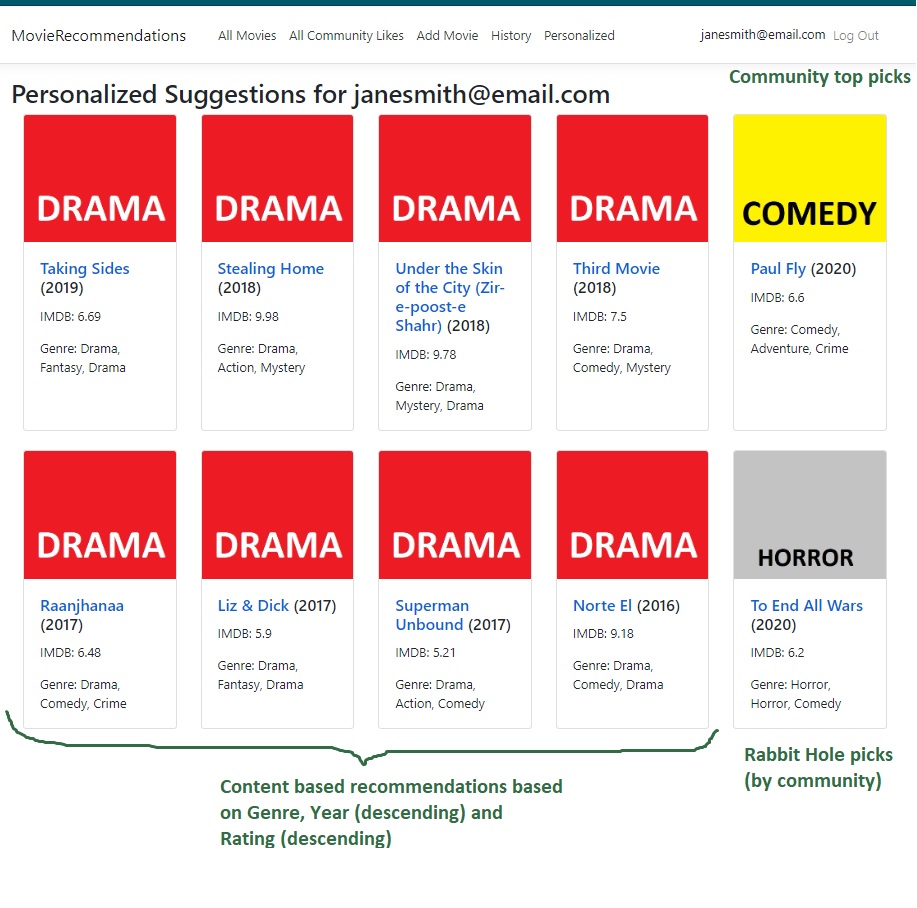 MovieRecommendations All Movies All Community Likes Add Movie History Personalized janesmith@email.com Log Out
Community top picks
Personalized Suggestions for janesmith@email.com
DRAMA
Taking Sides
(2019)
IMDB: 6.69
Genre: Drama,
Fantasy, Drama
DRAMA
Stealing Home
(2018)
IMDB: 9.98
Genre: Drama,
Action, Mystery
DRAMA
Under the Skin
of the City (Zir-
e-poost-e
Shahr) (2018)
IMDB: 9.78
Genre: Drama,
Mystery, Drama
DRAMA
Third Movie
(2018)
IMDB: 7.5
Genre: Drama,
Comedy, Mystery
COMEDY
Paul Fly (2020)
IMDB: 6.6
Genre: Comedy,
Adventure, Crime
DRAMA
Raanjhanaa
(2017)
IMDB: 6.48
Genre: Drama,
Comedy, Crime
DRAMA
Liz & Dick (2017)
IMDB: 5.9
Genre: Drama,
Fantasy, Drama
DRAMA
Superman
Unbound (2017)
IMDB: 5.21
Genre: Drama,
Action, Comedy
DRAMA
Norte El (2016)
IMDB: 9.18
Genre: Drama,
Comedy, Drama
HORROR
To End All Wars
(2020)
IMDB: 6.2
Genre: Horror,
Horror, Comedy
Content based recommendations based
on Genre, Year (descending) and
Rating (descending)
Rabbit Hole picks
(by community)